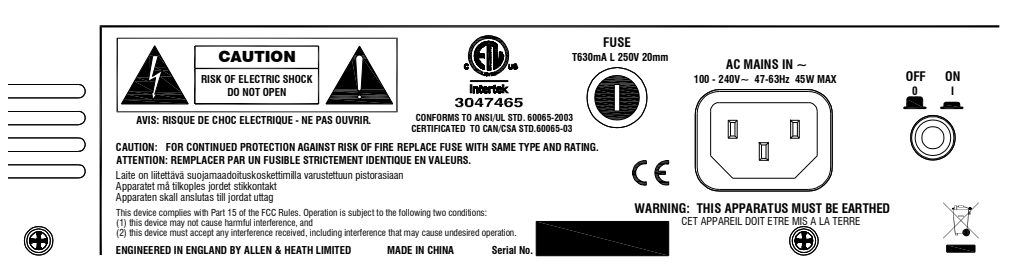 CAUTION
RISK OF ELECTRIC SHOCK
DO NOT OPEN
AVIS: RISQUE DE CHOC ELECTRIQUE - NE PAS OUVRIR.
C ETL US
Intertek
3047465
CONFORMS TO ANSI/UL STD. 60065-2003
CERTIFICATED TO CAN/CSA STD.60065-03
FUSE
T630mA L 250V 20mm
AC MAINS IN ~
100 - 240V~ 47-63Hz 45W MAX
OFF ON
0 I
CAUTION: FOR CONTINUED PROTECTION AGAINST RISK OF FIRE REPLACE FUSE WITH SAME TYPE AND RATING.
ATTENTION: REMPLACER PAR UN FUSIBLE STRICTEMENT IDENTIQUE EN VALEURS.
Laite on liitettävä suojamaadoituskoskettimilla varustettuun pistorasiaan
Apparatet må tilkoples jordet stikkontakt
Apparaten skall anslutas till jordat uttag
This device complies with Part 15 of the FCC Rules. Operation is subject to the following two conditions:
(1) this device may not cause harmful interference, and
(2) this device must accept any interference received, including interference that may cause undesired operation.
ENGINEERED IN ENGLAND BY ALLEN & HEATH LIMITED MADE IN CHINA Serial No.
CE
WARNING: THIS APPARATUS MUST BE EARTHED
CET APPAREIL DOIT ETRE MIS A LA TERRE